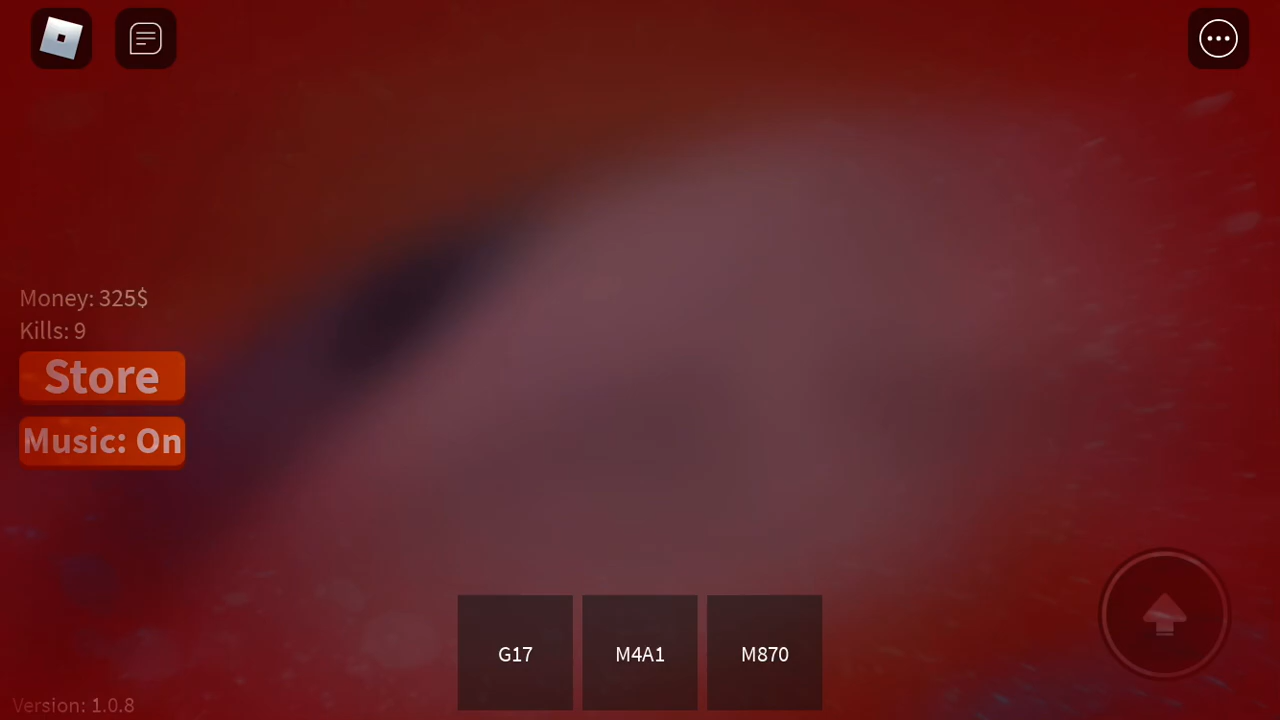 Money: 325$
Kills: 9
Store
Music: On
G17 M4A1 M870
Version: 1.0.8